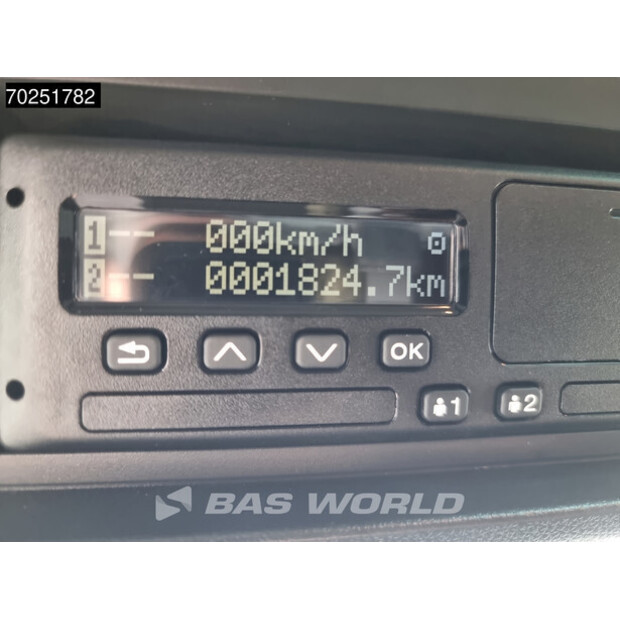 70251782
1-- 000km/h
2-- 0001824.7km
OK
1 2
BAS WORLD